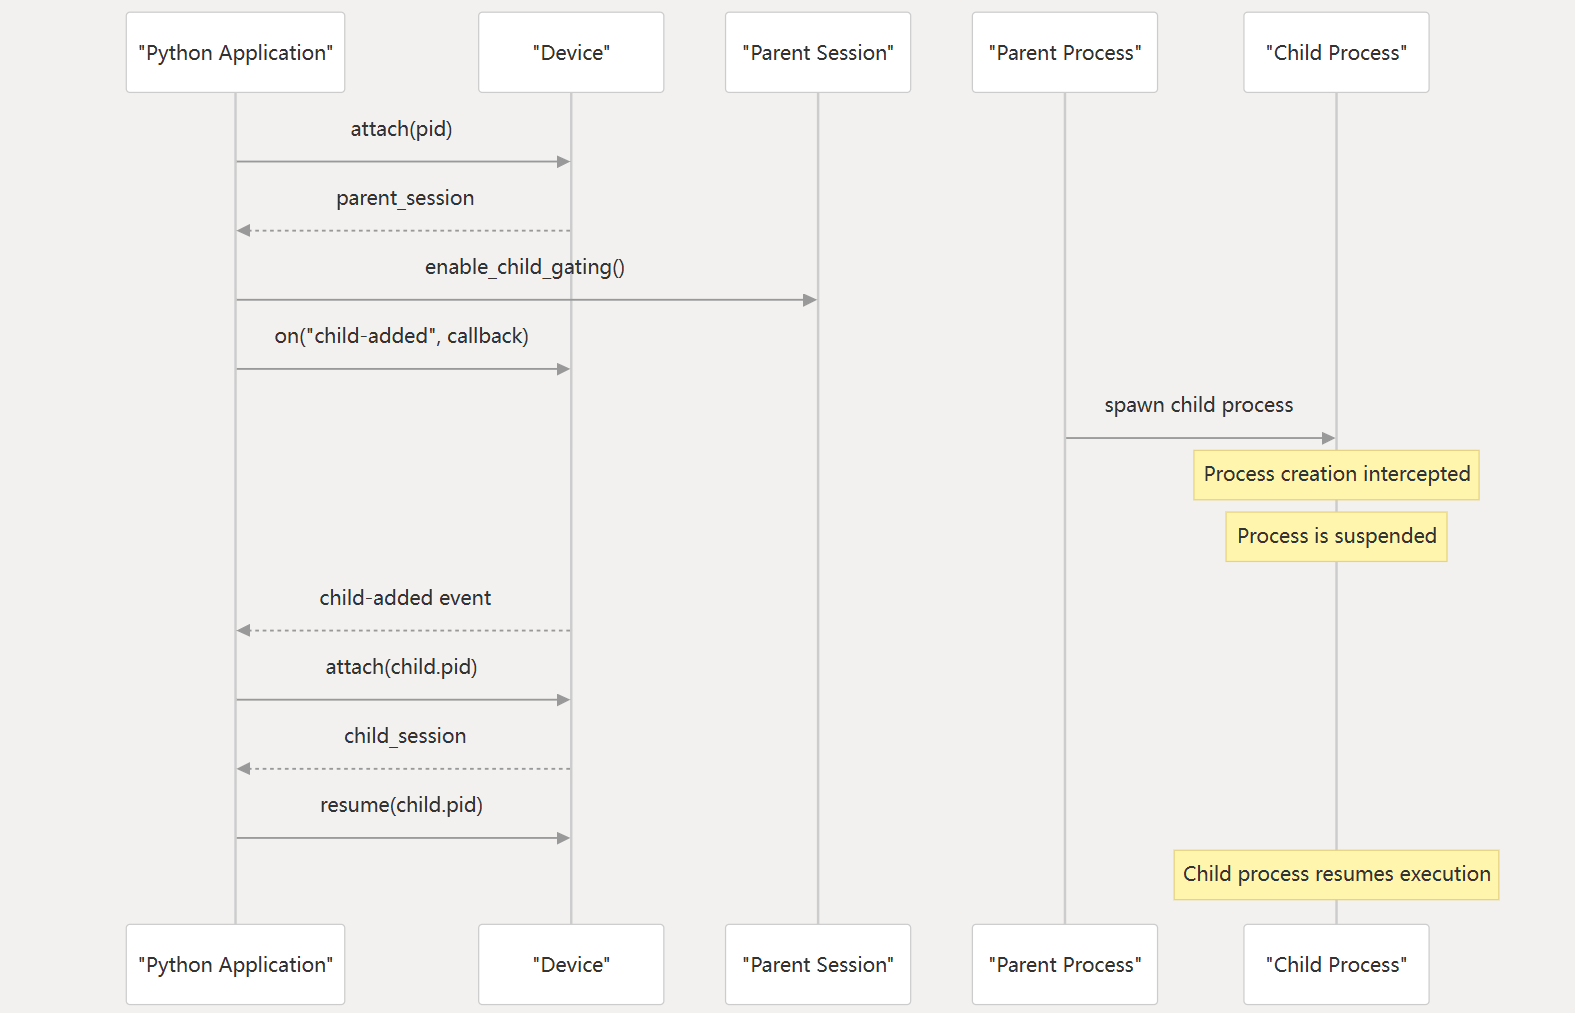 "Python Application"
"Device"
"Parent Session"
"Parent Process"
"Child Process"
attach(pid)
parent_session
enable_child_gating()
on("child-added", callback)
spawn child process
Process creation intercepted
Process is suspended
child-added event
attach(child.pid)
child_session
resume(child.pid)
Child process resumes execution
"Python Application"
"Device"
"Parent Session"
"Parent Process"
"Child Process"